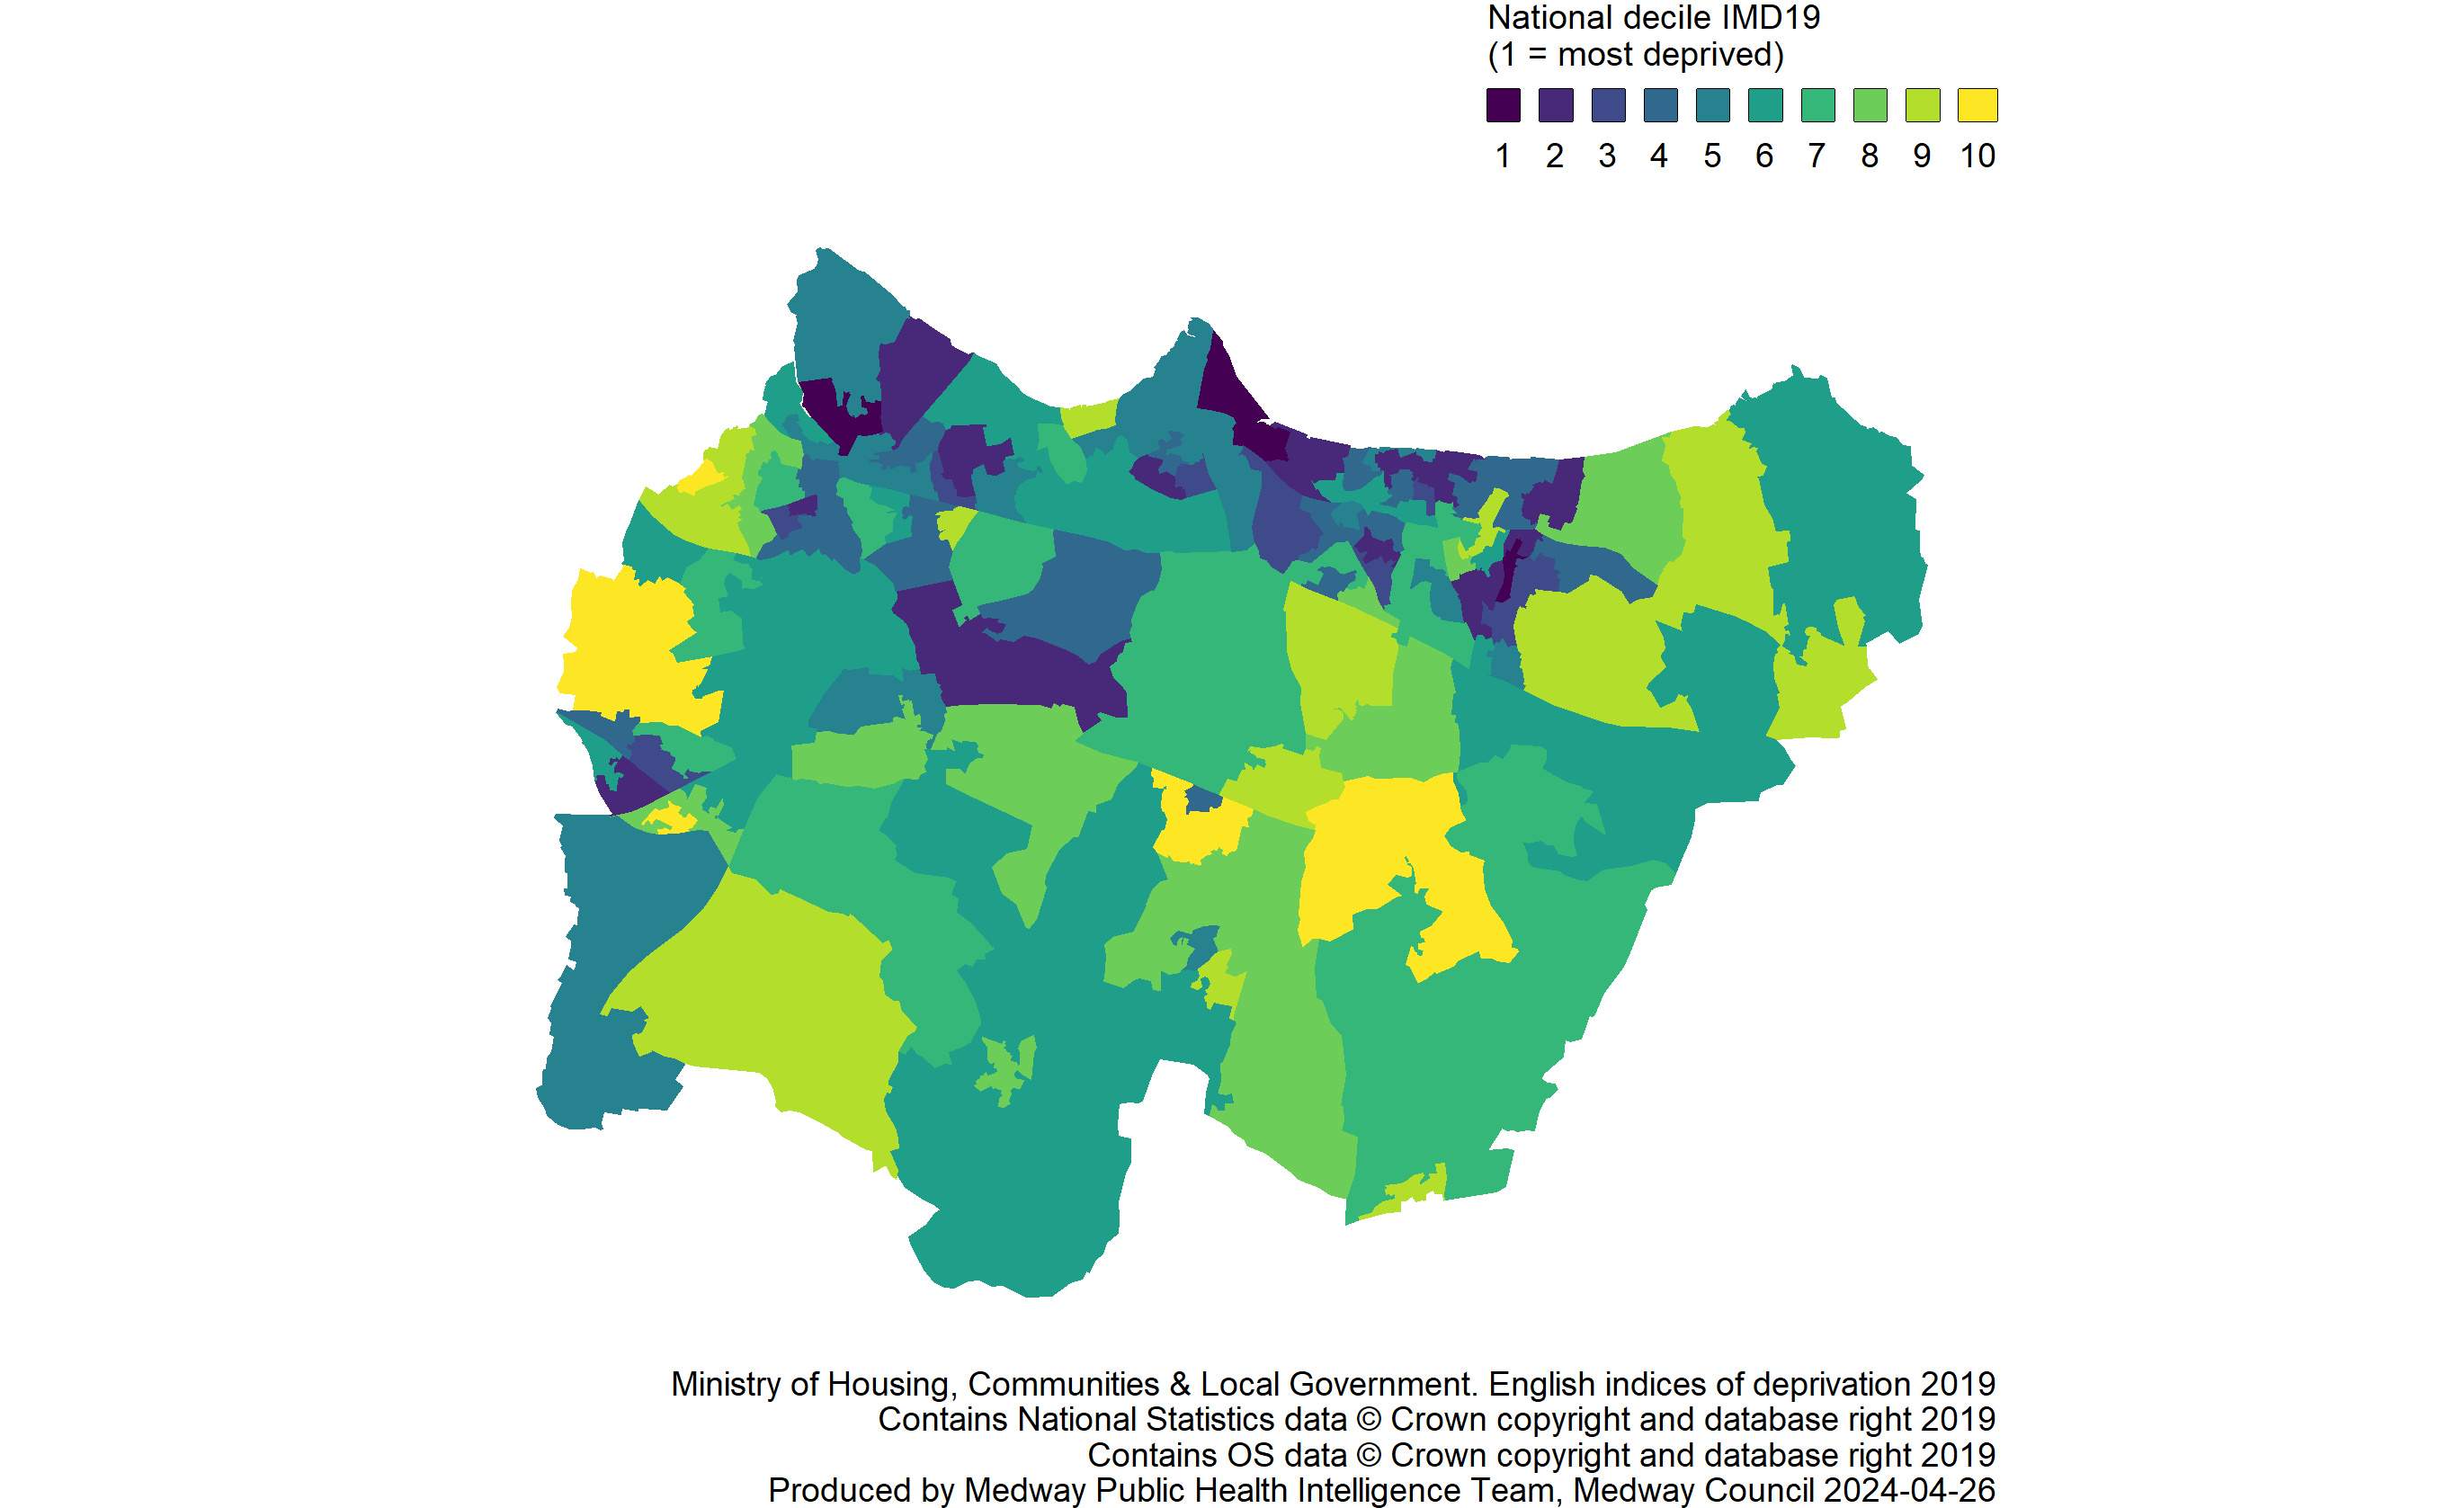 National decile IMD19
(1 = most deprived)
1 2 3 4 5 6 7 8 9 10
Ministry of Housing, Communities & Local Government. English indices of deprivation 2019
Contains National Statistics data © Crown copyright and database right 2019
Contains OS data © Crown copyright and database right 2019
Produced by Medway Public Health Intelligence Team, Medway Council 2024-04-26